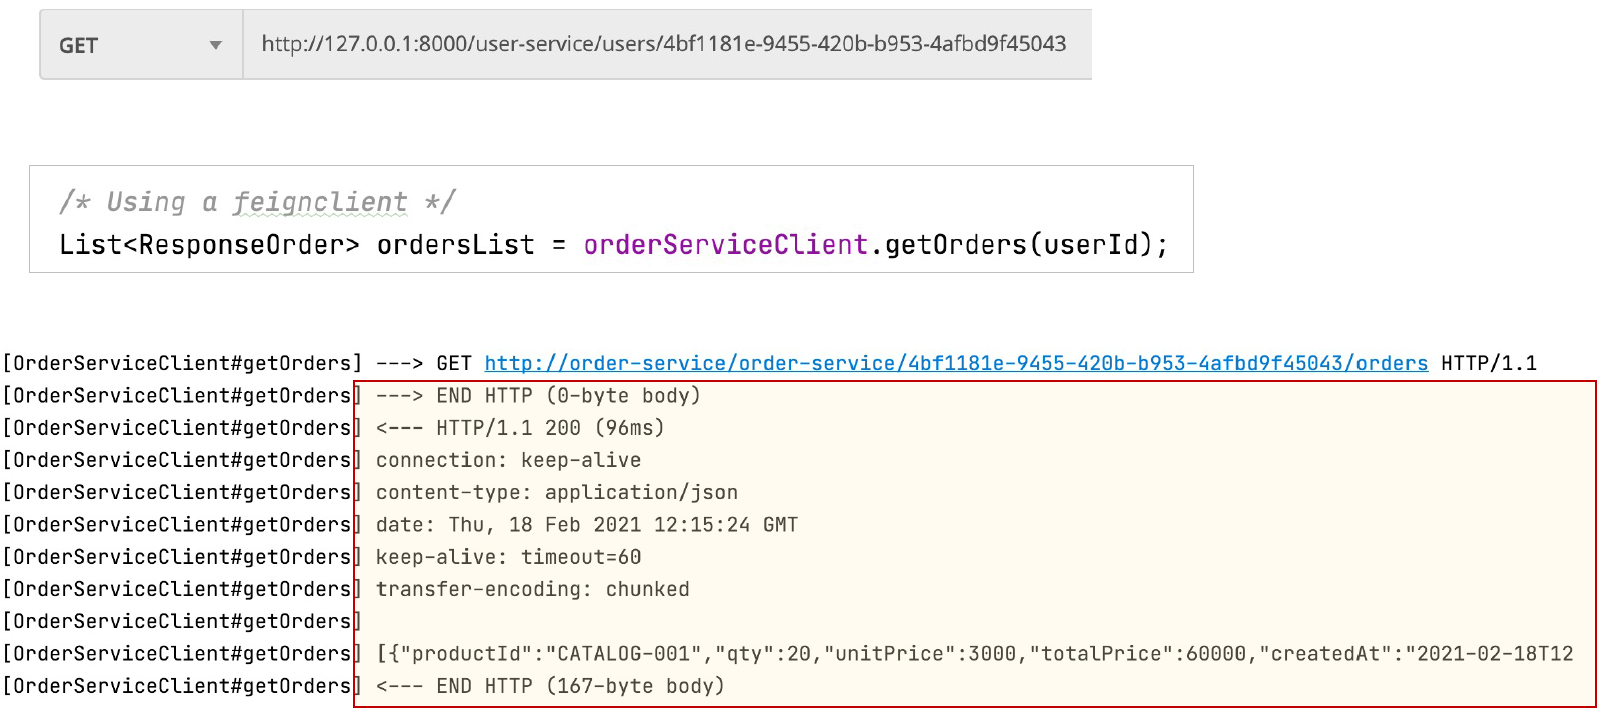 GET http://127.0.0.1:8000/user-service/users/4bf1181e-9455-420b-b953-4afbd9f45043
/* Using a feignclient */
List<ResponseOrder> ordersList = orderServiceClient.getOrders(userId);
[OrderServiceClient#getOrders] ---> GET http://order-service/order-service/4bf1181e-9455-420b-b953-4afbd9f45043/orders HTTP/1.1
[OrderServiceClient#getOrders] ---> END HTTP (0-byte body)
[OrderServiceClient#getOrders] <--- HTTP/1.1 200 (96ms)
[OrderServiceClient#getOrders] connection: keep-alive
[OrderServiceClient#getOrders] content-type: application/json
[OrderServiceClient#getOrders] date: Thu, 18 Feb 2021 12:15:24 GMT
[OrderServiceClient#getOrders] keep-alive: timeout=60
[OrderServiceClient#getOrders] transfer-encoding: chunked
[OrderServiceClient#getOrders]
[OrderServiceClient#getOrders] [{"productId":"CATALOG-001","qty":20,"unitPrice":3000,"totalPrice":60000,"createdAt":"2021-02-18T12
[OrderServiceClient#getOrders] <--- END HTTP (167-byte body)